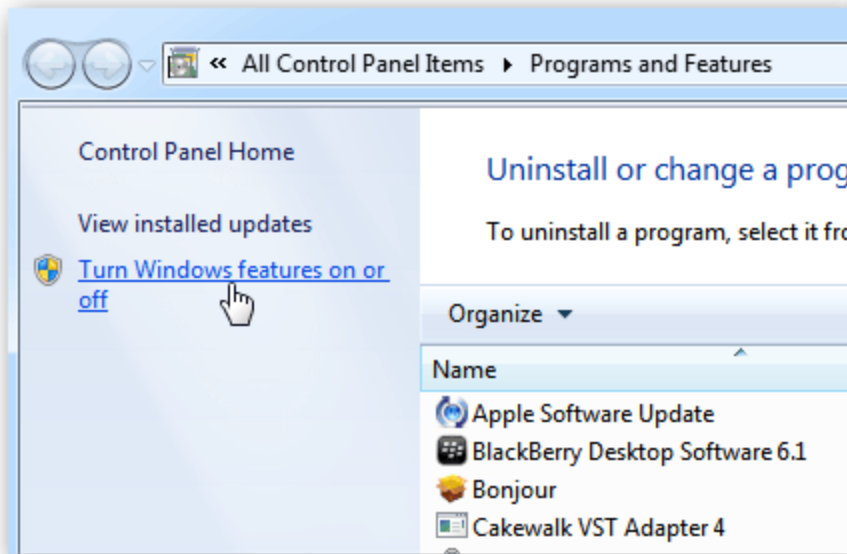 « All Control Panel Items ▸ Programs and Features
Control Panel Home
View installed updates
Turn Windows features on or
off
Uninstall or change a
To uninstall a program, select it
Organize
Name
Apple Software Update
BlackBerry Desktop Software 6.1
Bonjour
Cakewalk VST Adapter 4